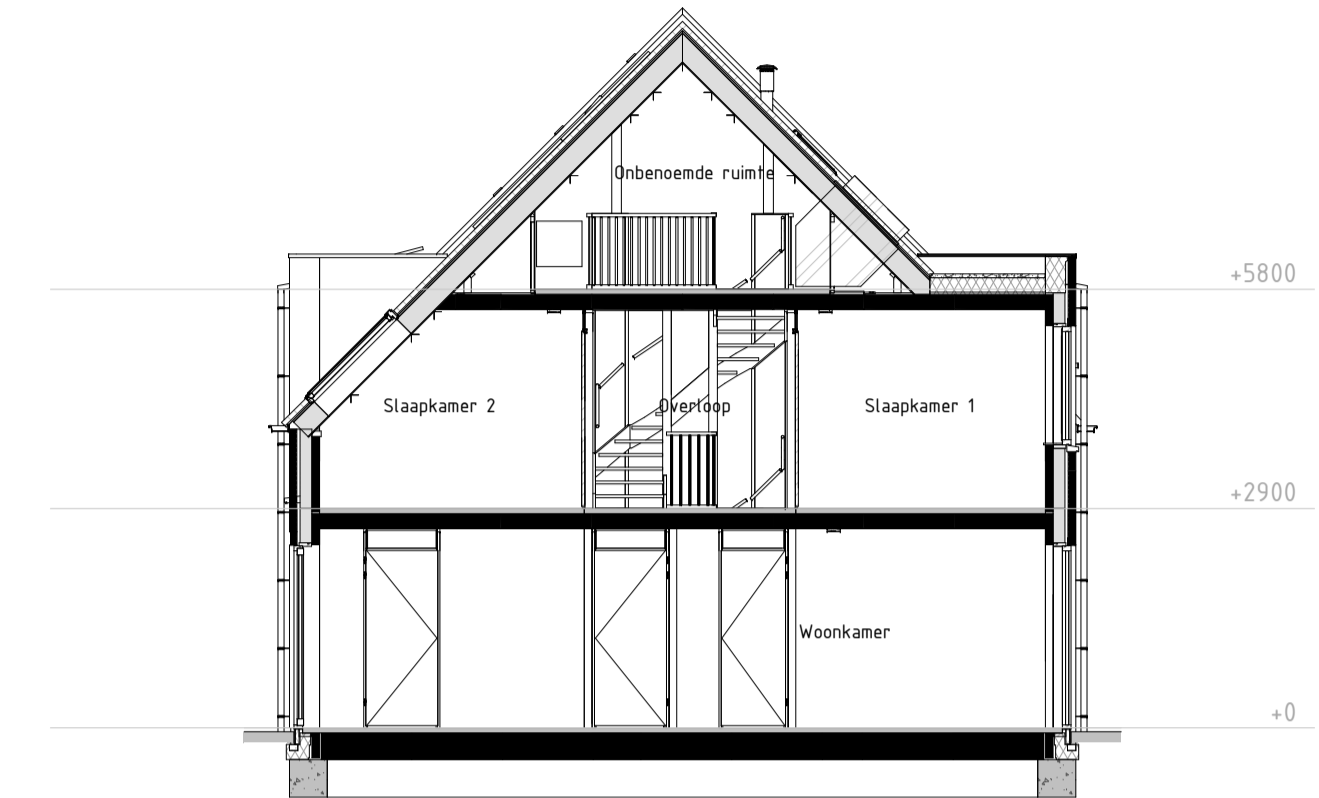 Onbenoemde ruimte
+5800
Slaapkamer 2
Overloop
Slaapkamer 1
+2900
Woonkamer
+0